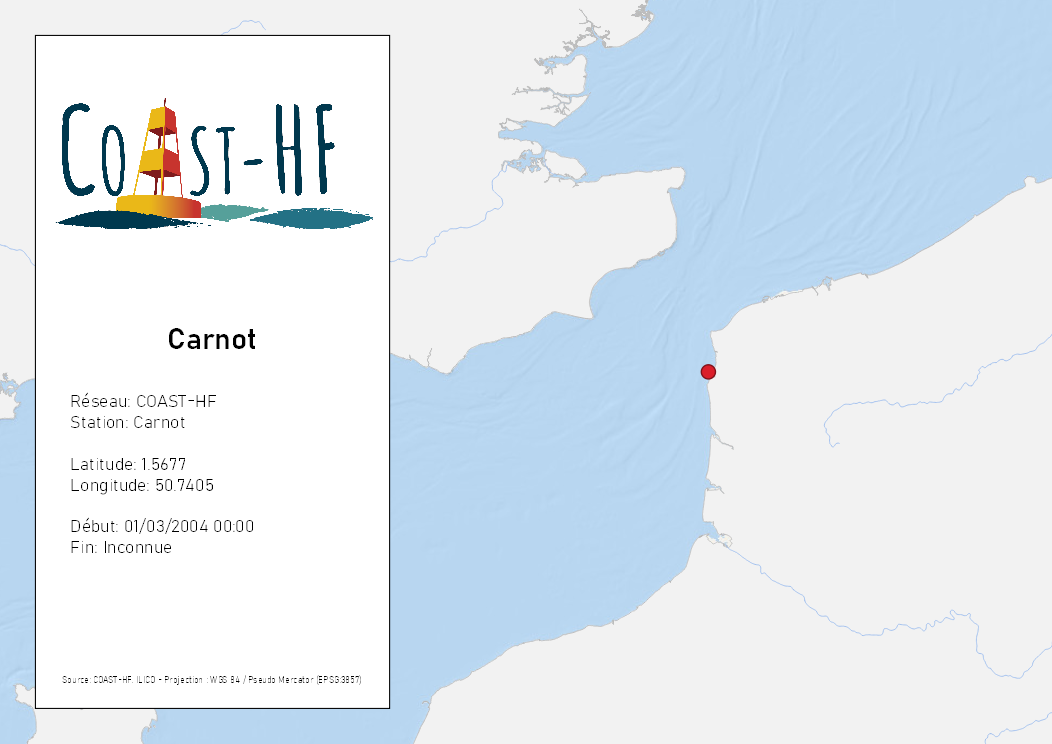 COAST-HF
Carnot
Réseau: COAST-HF
Station: Carnot
Latitude: 1.5677
Longitude: 50.7405
Début: 01/03/2004 00:00
Fin: Inconnue
Source: COAST-HF, ILICO - Projection : WGS 84 / Pseudo Mercator (EPSG:3857)